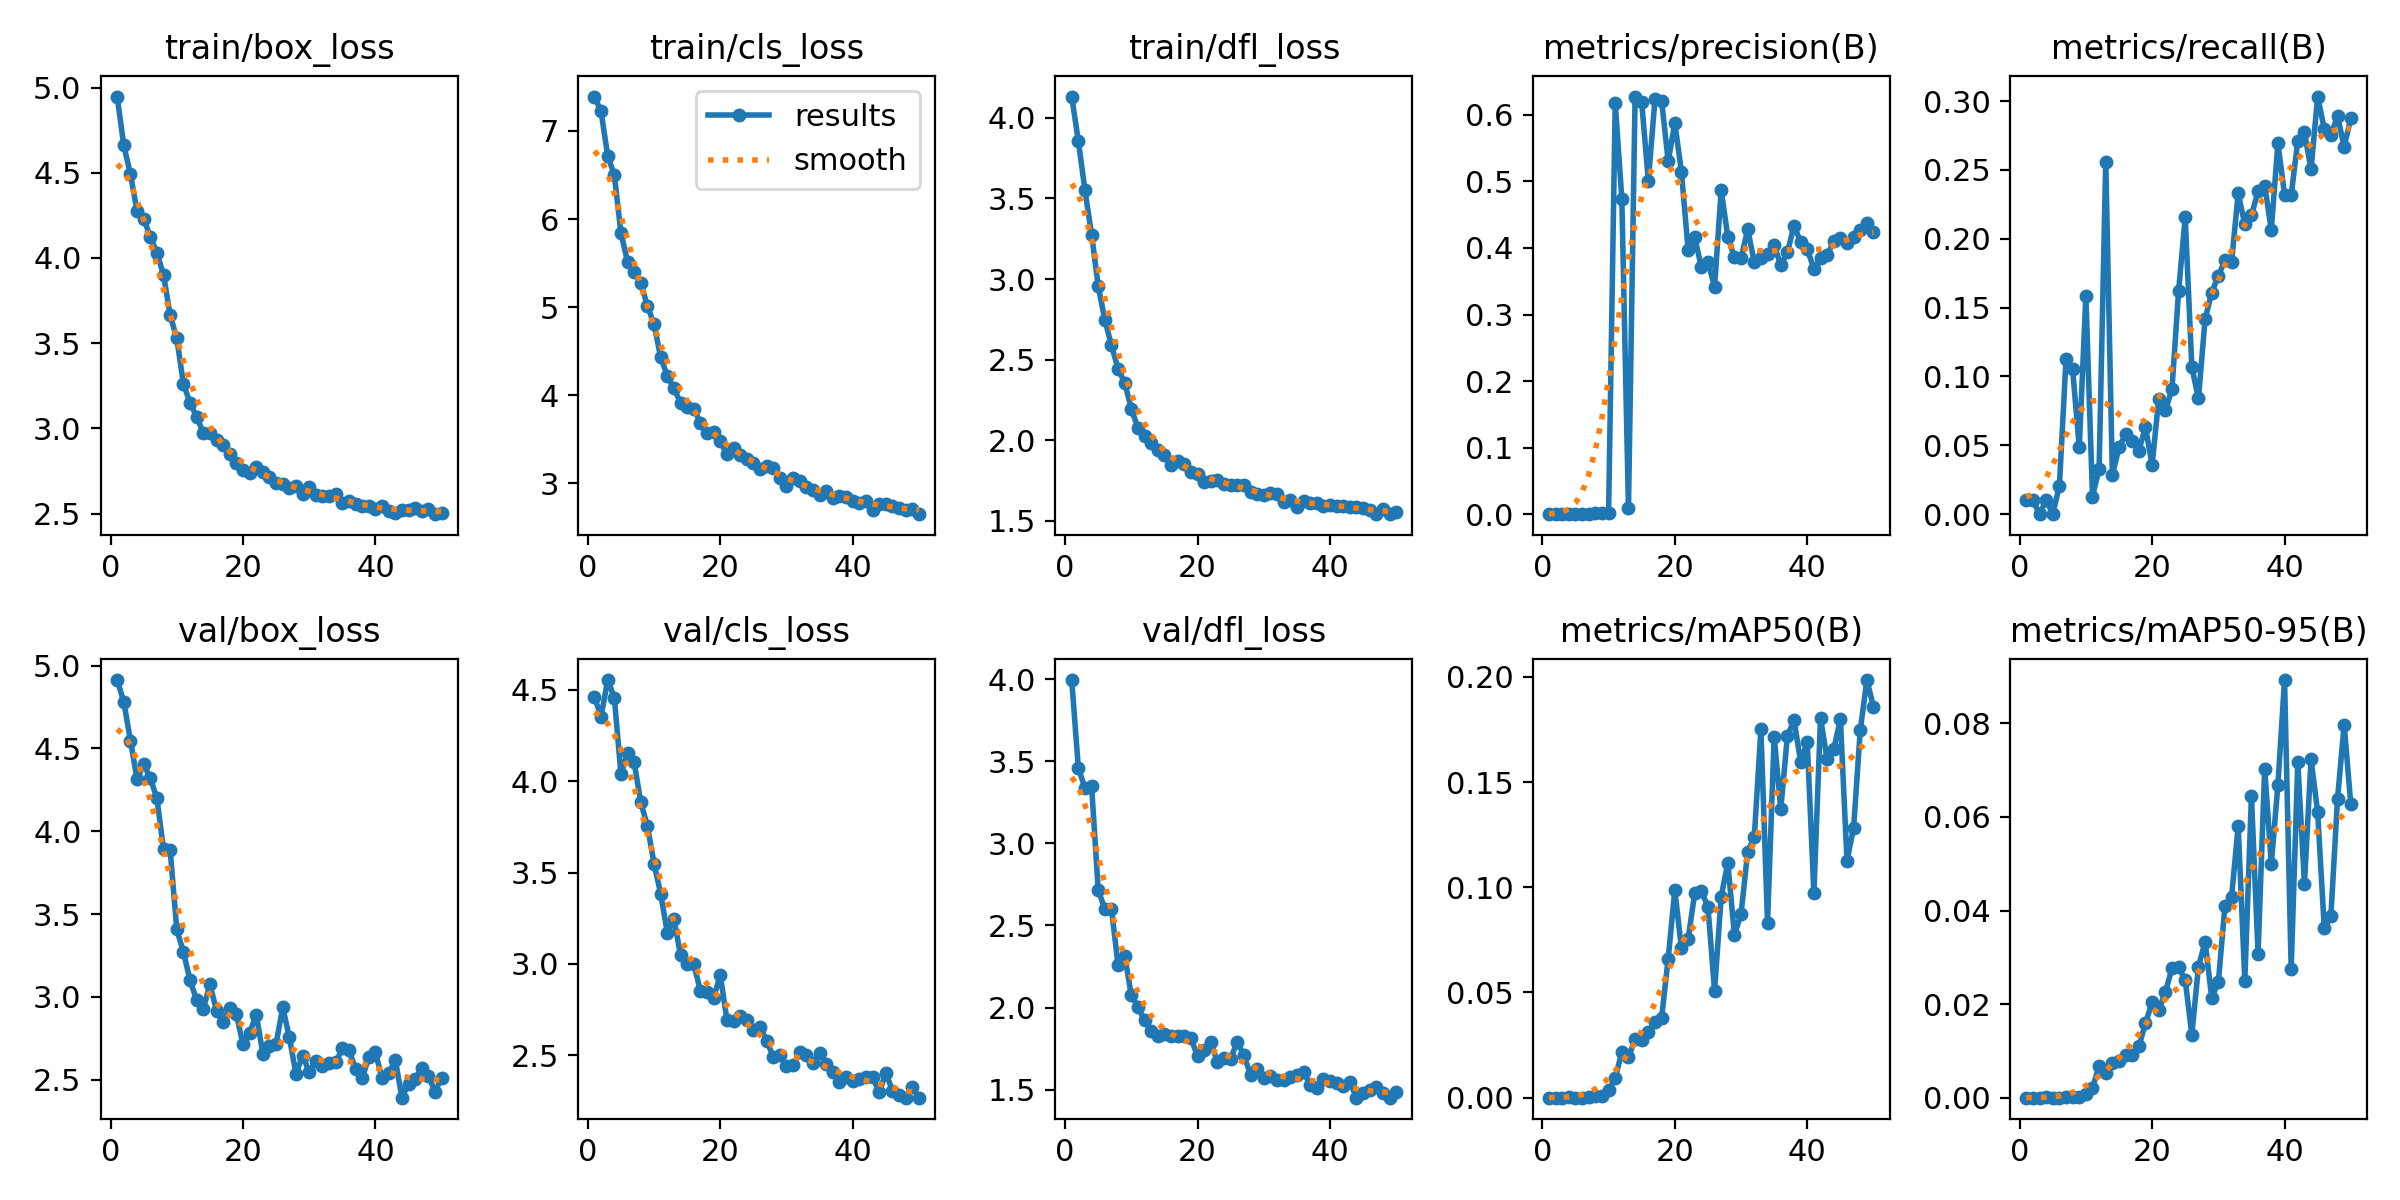 train/box_loss
5.0
4.5
4.0
3.5
3.0
2.5
0 20 40
train/cls_loss
results
smooth
7
6
5
4
3
0 20 40
train/dfl_loss
4.0
3.5
3.0
2.5
2.0
1.5
0 20 40
metrics/precision(B)
0.6
0.5
0.4
0.3
0.2
0.1
0.0
0 20 40
metrics/recall(B)
0.30
0.25
0.20
0.15
0.10
0.05
0.00
0 20 40
val/box_loss
5.0
4.5
4.0
3.5
3.0
2.5
0 20 40
val/cls_loss
4.5
4.0
3.5
3.0
2.5
0 20 40
val/dfl_loss
4.0
3.5
3.0
2.5
2.0
1.5
0 20 40
metrics/mAP50(B)
0.20
0.15
0.10
0.05
0.00
0 20 40
metrics/mAP50-95(B)
0.08
0.06
0.04
0.02
0.00
0 20 40